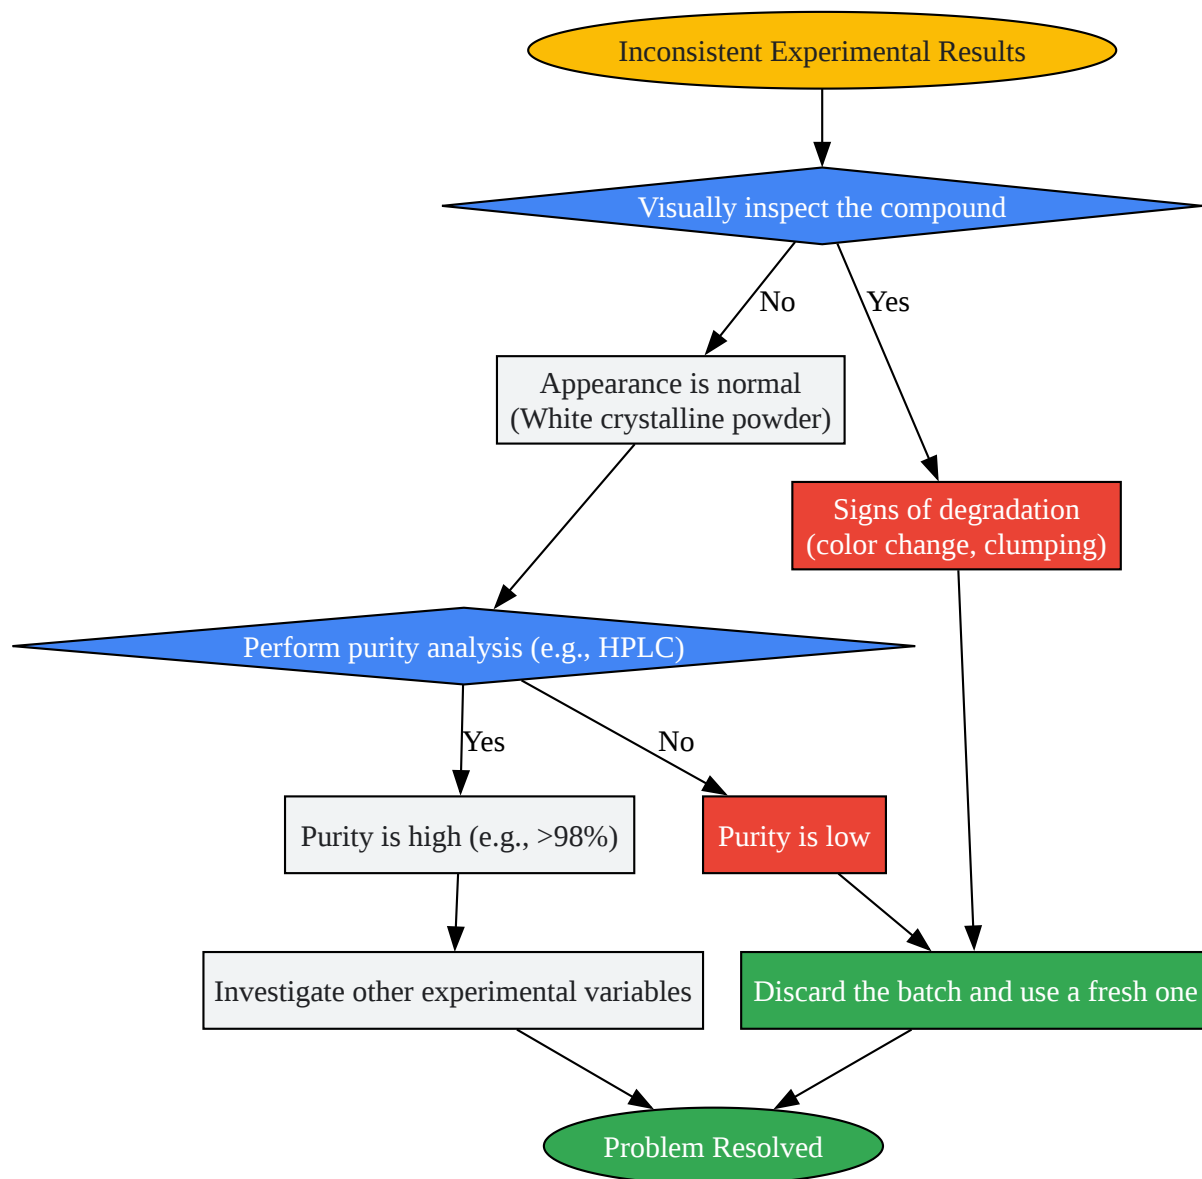 Inconsistent Experimental Results
Visually inspect the compound
No
Yes
Appearance is normal
(White crystalline powder)
Signs of degradation
(color change, clumping)
Perform purity analysis (e.g., HPLC)
Yes
No
Purity is high (e.g., >98%)
Purity is low
Investigate other experimental variables
Discard the batch and use a fresh one
Problem Resolved